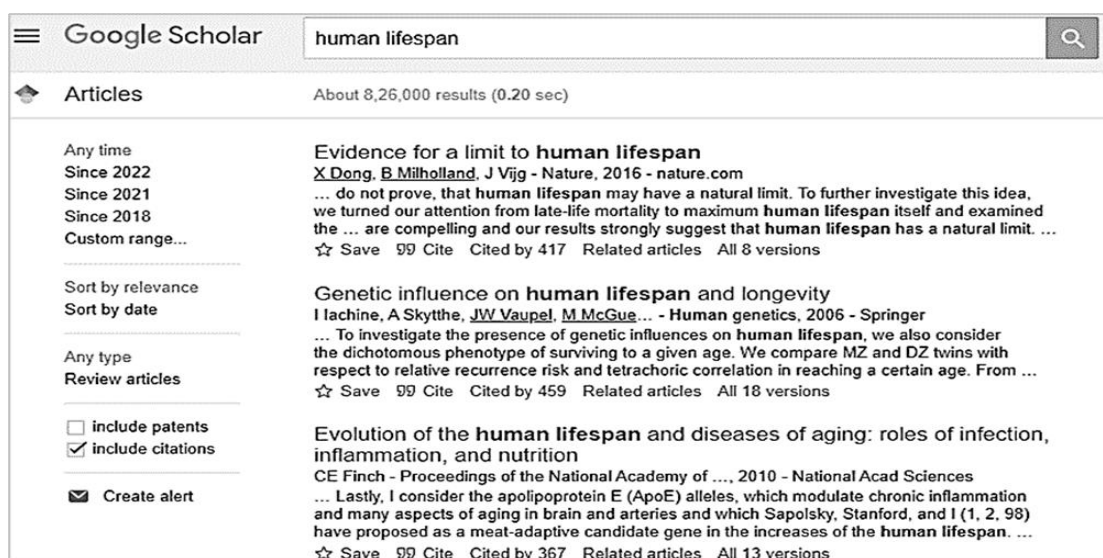 Google Scholar
human lifespan
Articles
About 8,26,000 results (0.20 sec)
Any time
Since 2022
Since 2021
Since 2018
Custom range...
Sort by relevance
Sort by date
Any type
Review articles
include patents
include citations
Create alert
Evidence for a limit to human lifespan
X Dong, B Milholland, J Vijg - Nature, 2016 - nature.com
... do not prove, that human lifespan may have a natural limit. To further investigate this idea,
we turned our attention from late-life mortality to maximum human lifespan itself and examined
the ... are compelling and our results strongly suggest that human lifespan has a natural limit. ...
Save Cite Cited by 417 Related articles All 8 versions
Genetic influence on human lifespan and longevity
I Iachine, A Skytthe, JW Vaupel, M McGue... - Human genetics, 2006 - Springer
... To investigate the presence of genetic influences on human lifespan, we also consider
the dichotomous phenotype of surviving to a given age. We compare MZ and DZ twins with
respect to relative recurrence risk and tetrachoric correlation in reaching a certain age. From ...
Save Cite Cited by 459 Related articles All 18 versions
Evolution of the human lifespan and diseases of aging: roles of infection,
inflammation, and nutrition
CE Finch - Proceedings of the National Academy of ..., 2010 - National Acad Sciences
... Lastly, I consider the apolipoprotein E (ApoE) alleles, which modulate chronic inflammation
and many aspects of aging in brain and arteries and which Sapolsky, Stanford, and I (1, 2, 98)
have proposed as a meat-adaptive candidate gene in the increases of the human lifespan. ...
Save Cite Cited by 367 Related articles All 13 versions